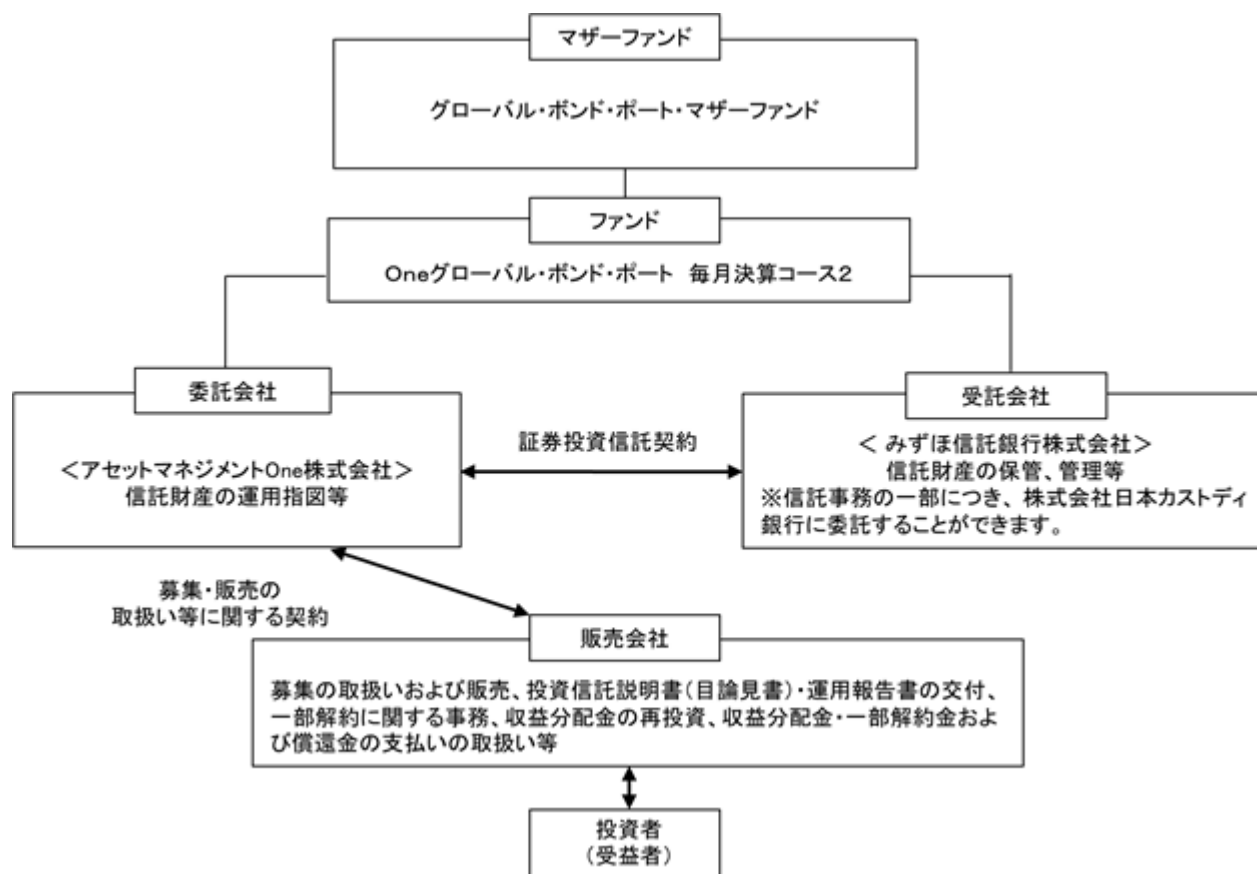 マザーファンド
グローバル・ボンド・ポート・マザーファンド
ファンド
Oneグローバル・ボンド・ポート 毎月決算コース2
委託会社
<アセットマネジメントOne株式会社>
信託財産の運用指図等
証券投資信託契約
受託会社
< みずほ信託銀行株式会社>
信託財産の保管、管理等
※信託事務の一部につき、株式会社日本カストディ
銀行に委託することができます。
募集・販売の
取扱い等に関する契約
販売会社
募集の取扱いおよび販売、投資信託説明書(目論見書)・運用報告書の交付、
一部解約に関する事務、収益分配金の再投資、収益分配金・一部解約金およ
び償還金の支払いの取扱い等
投資者
(受益者)